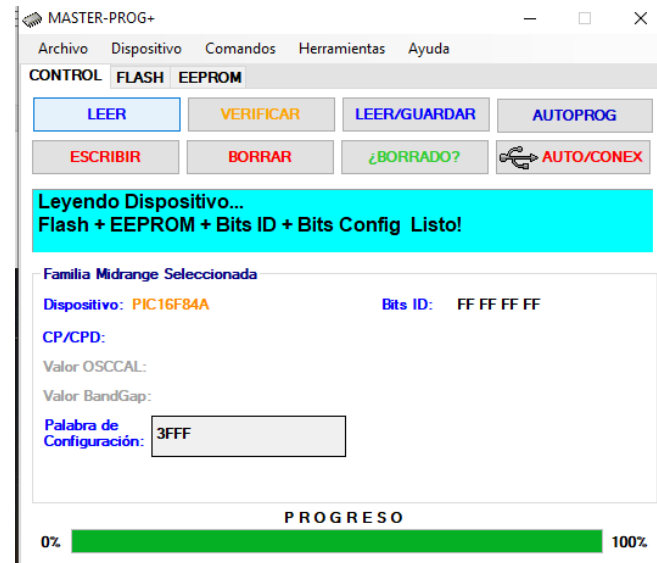 MASTER-PROG+
Archivo Dispositivo Comandos Herramientas Ayuda
CONTROL FLASH EEPROM
LEER VERIFICAR LEER/GUARDAR AUTOPROG
ESCRIBIR BORRAR ¿BORRADO? AUTO/CONEX
Leyendo Dispositivo...
Flash + EEPROM + Bits ID + Bits Config Listo!
Familia Midrange Seleccionada
Dispositivo: PIC16F84A Bits ID: FF FF FF FF
CP/CPD:
Valor OSCCAL:
Valor BandGap:
Palabra de
Configuración: 3FFF
PROGRESO
0% 100%